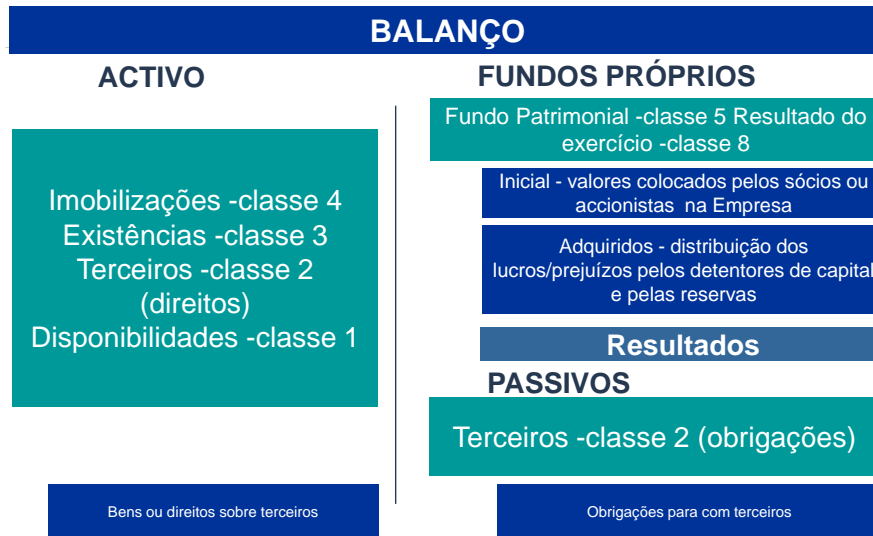 BALANÇO
ACTIVO
Imobilizações -classe 4
Existências -classe 3
Terceiros -classe 2
(direitos)
Disponibilidades -classe 1
Bens ou direitos sobre terceiros
FUNDOS PRÓPRIOS
Fundo Patrimonial -classe 5 Resultado do
exercício -classe 8
Inicial - valores colocados pelos sócios ou
accionistas na Empresa
Adquiridos - distribuição dos
lucros/prejuízos pelos detentores de capital
e pelas reservas
Resultados
PASSIVOS
Terceiros -classe 2 (obrigações)
Obrigações para com terceiros